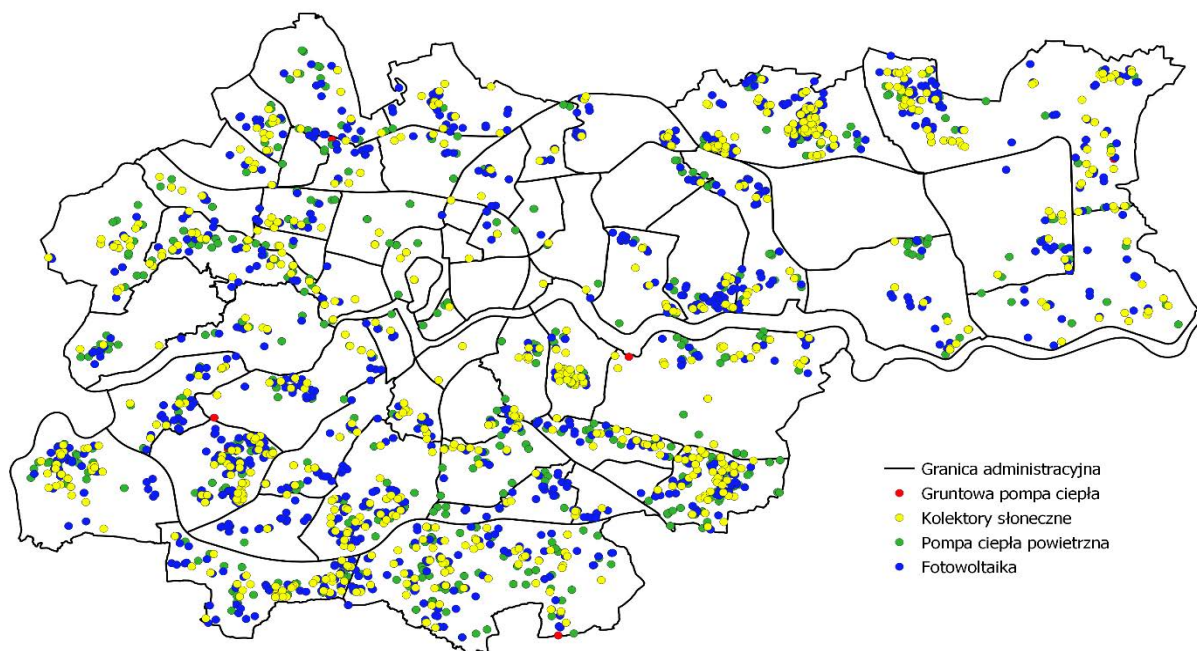 Granica administracyjna
Gruntowa pompa ciepła
Kolektory słoneczne
Pompa ciepła powietrzna
Fotowoltaika